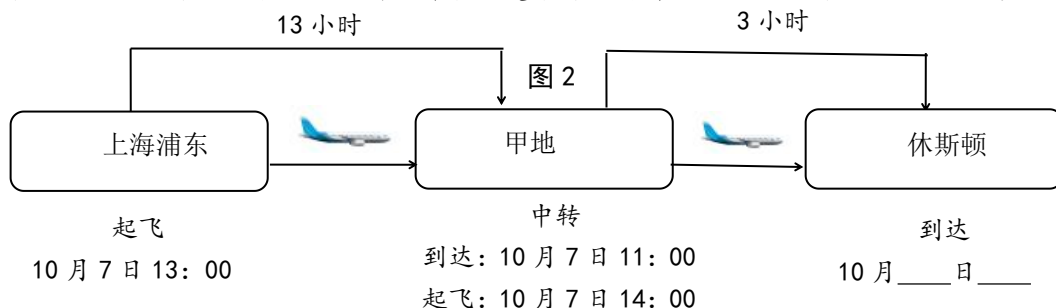 13 小时
3 小时
图 2
上海浦东
甲地
休斯顿
起飞
10 月 7 日 13：00
中转
到达：10 月 7 日 11：00
起飞：10 月 7 日 14：00
到达
10 月____日____